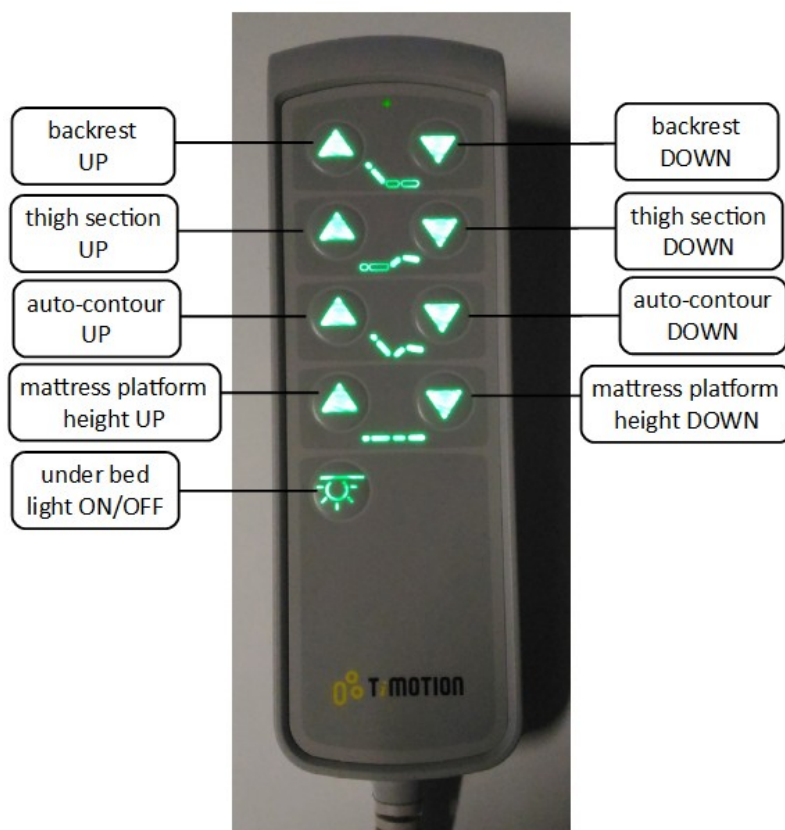 backrest
UP
backrest
DOWN
thigh section
UP
thigh section
DOWN
auto-contour
UP
auto-contour
DOWN
mattress platform
height UP
mattress platform
height DOWN
under bed
light ON/OFF
TiMOTION